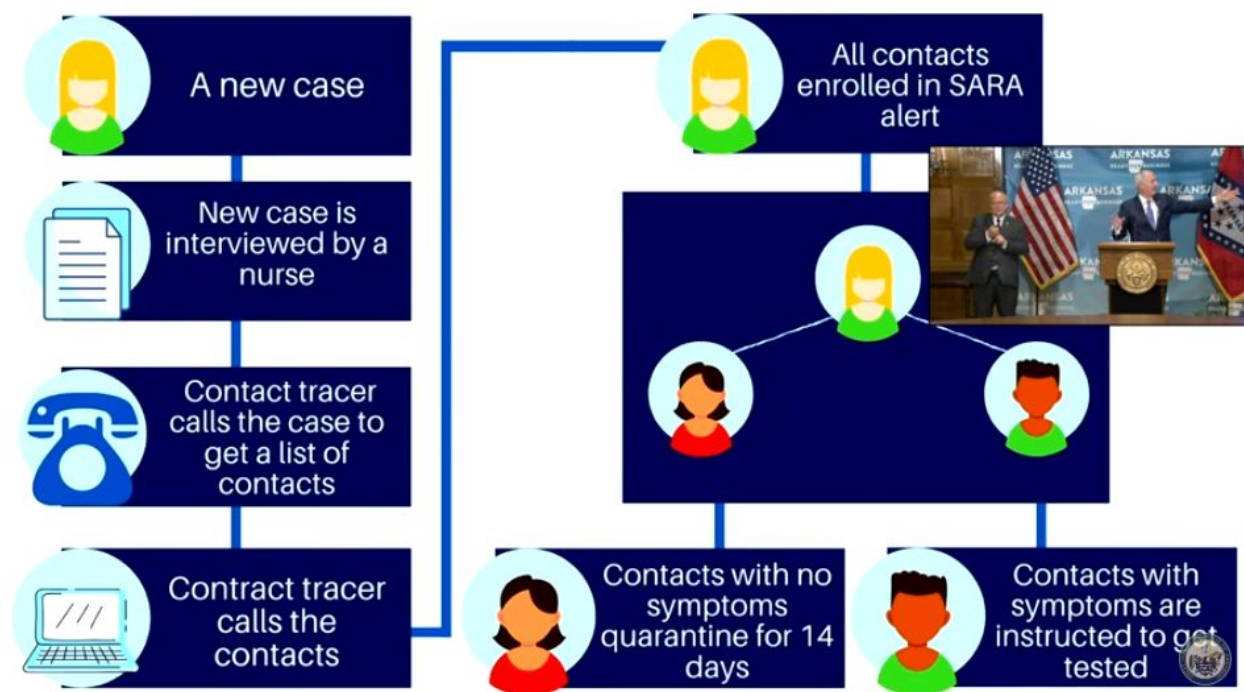 A new case
New case is
interviewed by a
nurse
Contact tracer
calls the case to
get a list of
contacts
Contract tracer
calls the
contacts
All contacts
enrolled in SARA
alert
ARKANSAS
ARKANSAS
ARKANSAS
Contacts with no
symptoms
quarantine for 14
days
Contacts with
symptoms are
instructed to get
tested